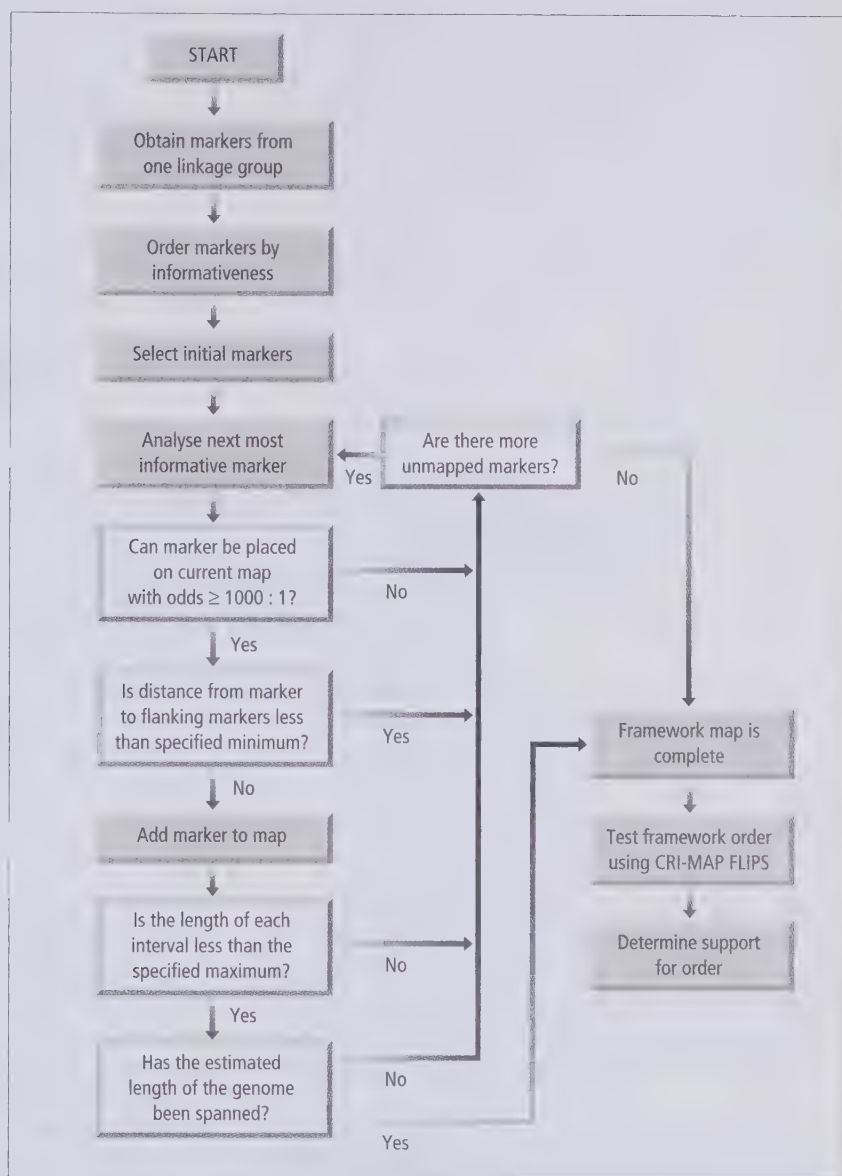 START
Obtain markers from
one linkage group
Order markers by
informativeness
Select initial markers
Analyse next most
informative marker
Yes
Are there more
unmapped markers?
No
Can marker be placed
on current map
with odds ≥ 1000 : 1?
No
Yes
Is distance from marker
to flanking markers less
than specified minimum?
Yes
No
Add marker to map
Is the length of each
interval less than the
specified maximum?
No
Yes
Has the estimated
length of the genome
been spanned?
No
Yes
Framework map is
complete
Test framework order
using CRI-MAP FLIPS
Determine support
for order